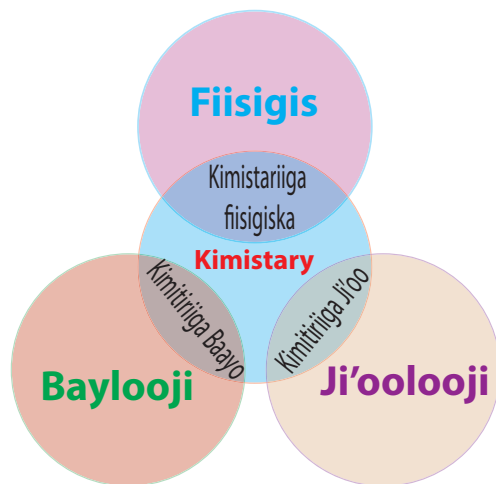 Fiisigis
Kimistariiga
fiisigiska
Kimistary
Kimitiriiga Baayo
Kimitiriiga Ji'oo
Baylooji
Ji'oolooji